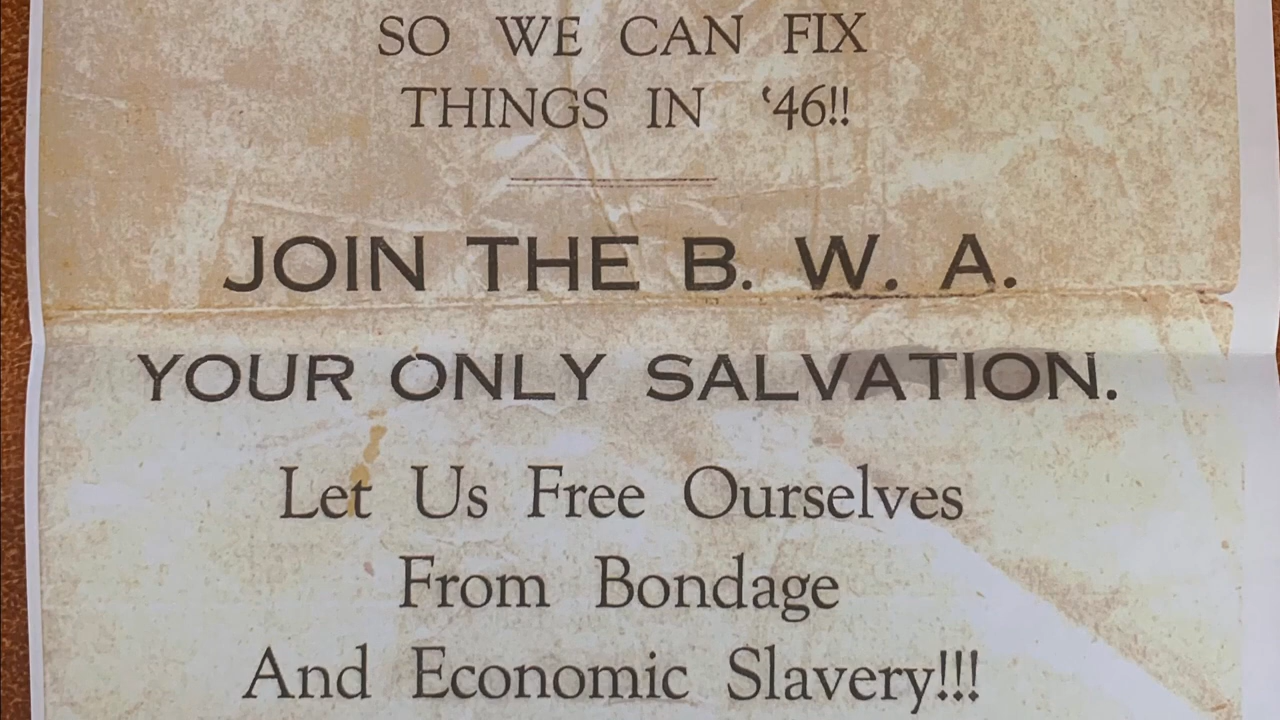 SO WE CAN FIX
THINGS IN ‘46!!
JOIN THE B. W. A.
YOUR ONLY SALVATION.
Let Us Free Ourselves
From Bondage
And Economic Slavery!!!